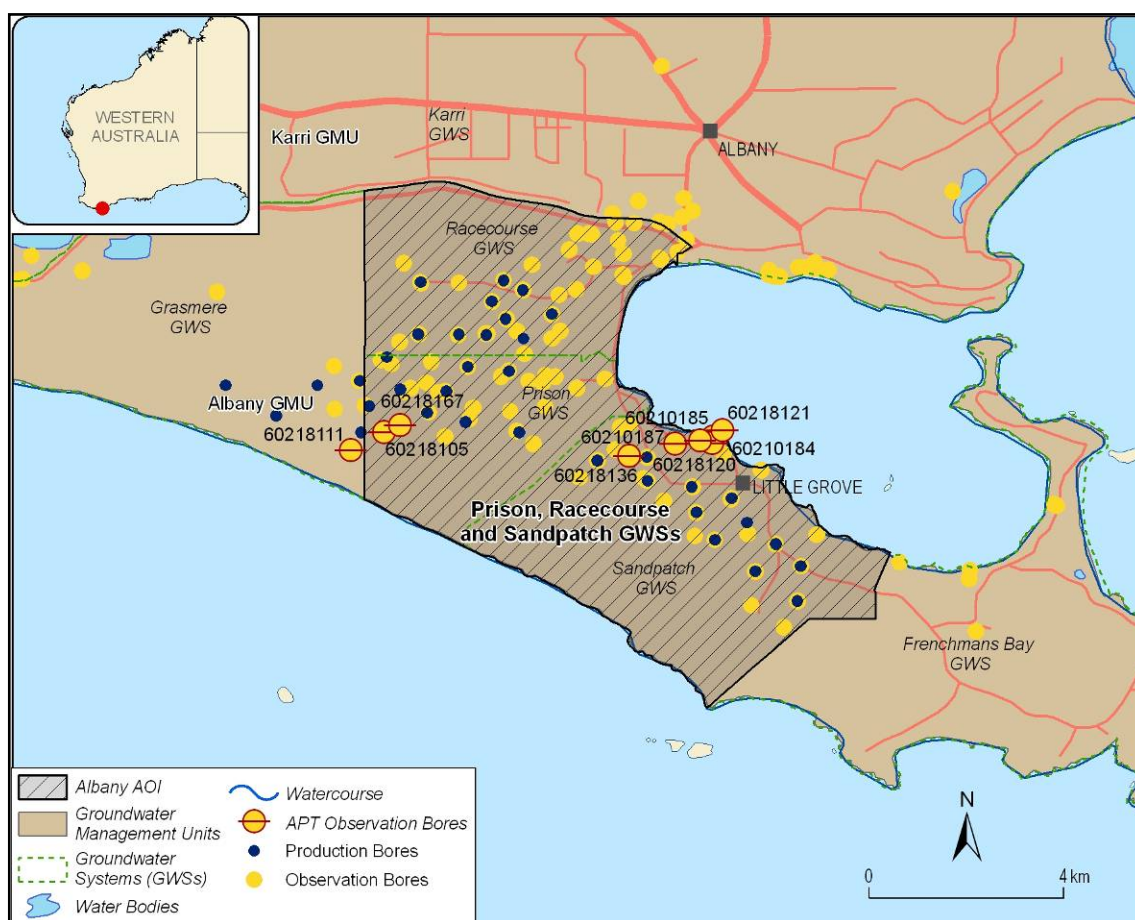 WESTERN
AUSTRALIA
Karri GMU
Karri
GWS
ALBANY
Racecourse
GWS
Grasmere
GWS
Albany GMU
Prison
GWS
60218167
60218111
60218105
60210185
60218121
60210187
60210184
60218120
60218136
LITTLE GROVE
Prison, Racecourse
and Sandpatch GWSs
Sandpatch
GWS
Frenchmans Bay
GWS
Albany AOI
Groundwater
Management Units
Groundwater
Systems (GWSs)
Water Bodies
Watercourse
APT Observation Bores
Production Bores
Observation Bores
N
0 4 km